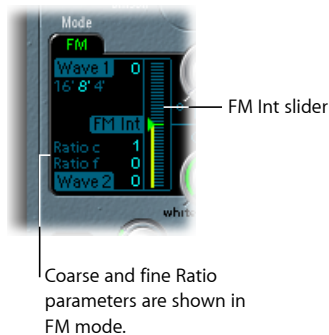 Mode
FM
Wave 1 0
16' 8' 4'
FM Int slider
FM Int
Ratio c 1
Ratio f 0
Wave 2 0
whit
Coarse and fine Ratio
parameters are shown in
FM mode.